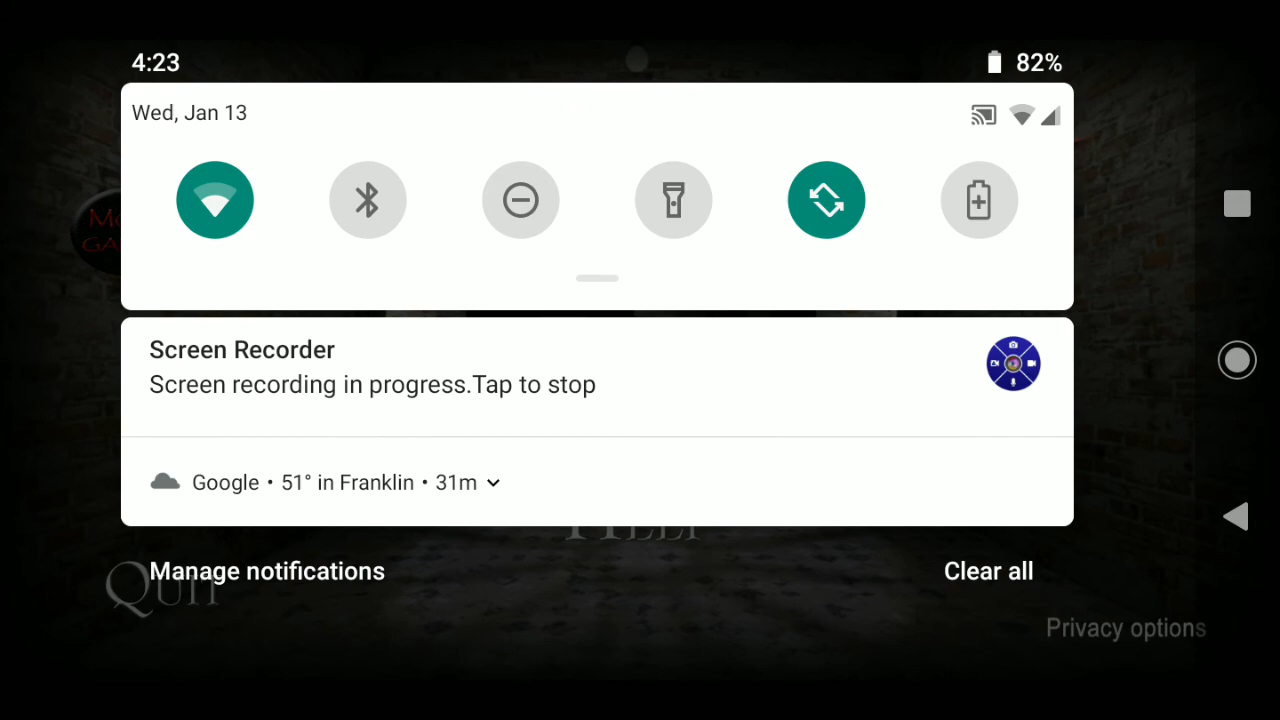 4:23
82%
Wed, Jan 13
Screen Recorder
Screen recording in progress.Tap to stop
Google • 51° in Franklin • 31m
Manage notifications
Clear all
QUIT
Privacy options